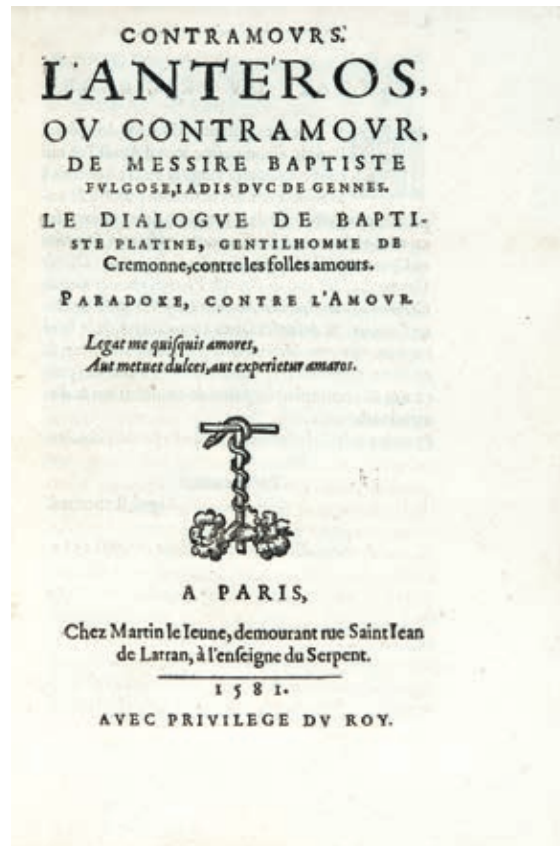 CONTRAMOVRS.
L'ANTEROS,
OV CONTRAMOVR,
DE MESSIRE BAPTISTE
FVLGOSE, IADIS DVC DE GENNES.
LE DIALOGVE DE BAPTI-
STE PLATINE, GENTILHOMME DE
Cremonne, contre les folles amours.
PARADOXE, CONTRE L'AMOVR.
Legat me quiſquis amores,
Aut metuet dulces, aut experietur amaros.
A PARIS,
Chez Martin le Ieune, demourant rue Saint Iean
de Latran, à l'enſeigne du Serpent.
1581.
AVEC PRIVILEGE DV ROY.